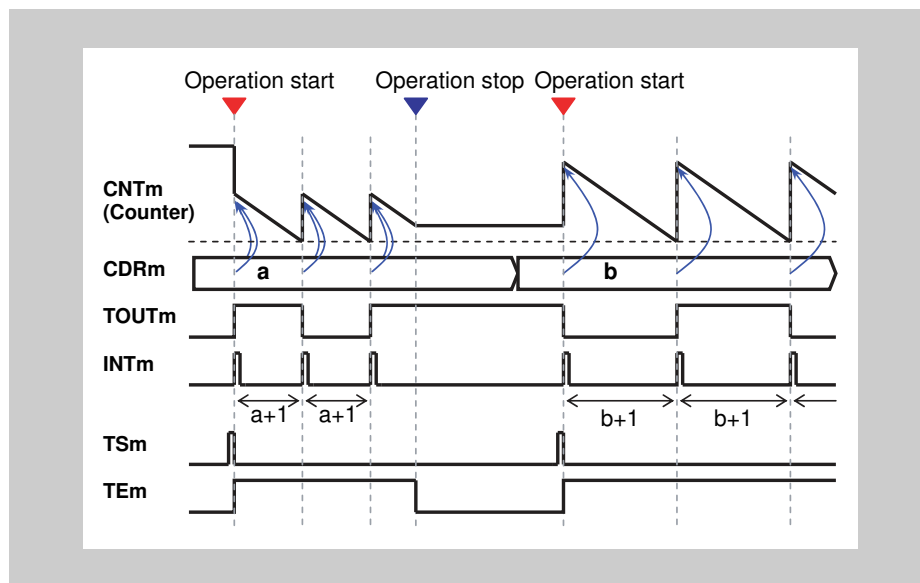 Operation start Operation stop Operation start
CNTm
(Counter)
CDRm a b
TOUTm
INTm
a+1 a+1 b+1 b+1
TSm
TEm